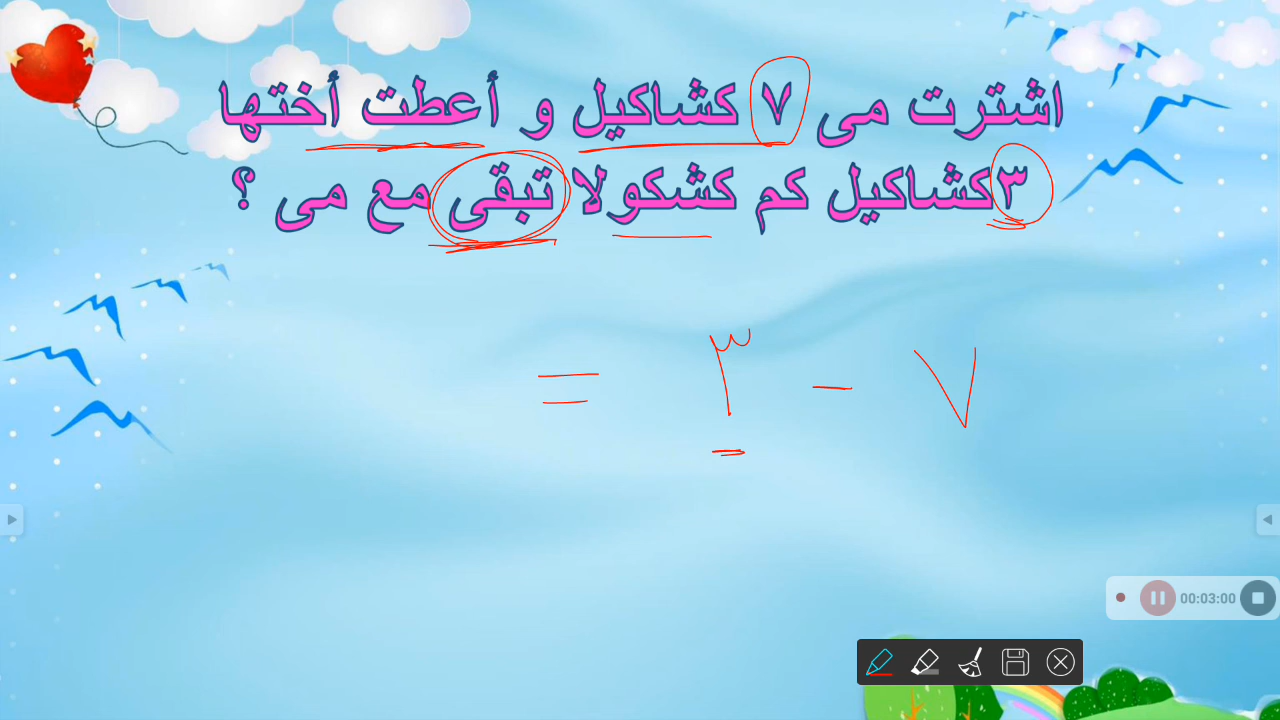 اشترت مى ٧ كشاكيل و أعطت أختها
٣كشاكيل كم كشكولا تبقى مع مى ؟
٧ - ٣ =
00:03:00